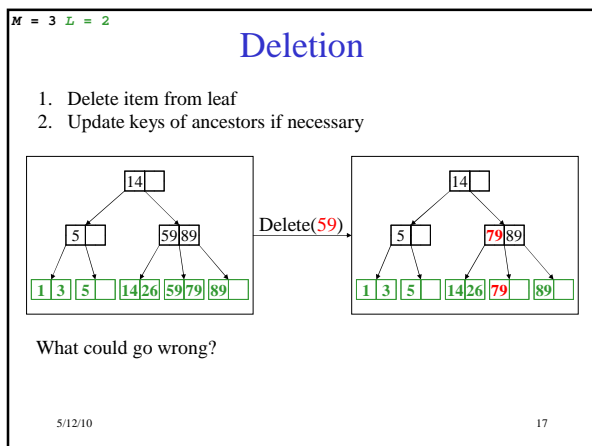 M = 3 L = 2
Deletion
1. Delete item from leaf
2. Update keys of ancestors if necessary
14
5
59 89
1 3 5 14 26 59 79 89
Delete(59)
14
5
79 89
1 3 5 14 26 79 89
What could go wrong?
5/12/10
17